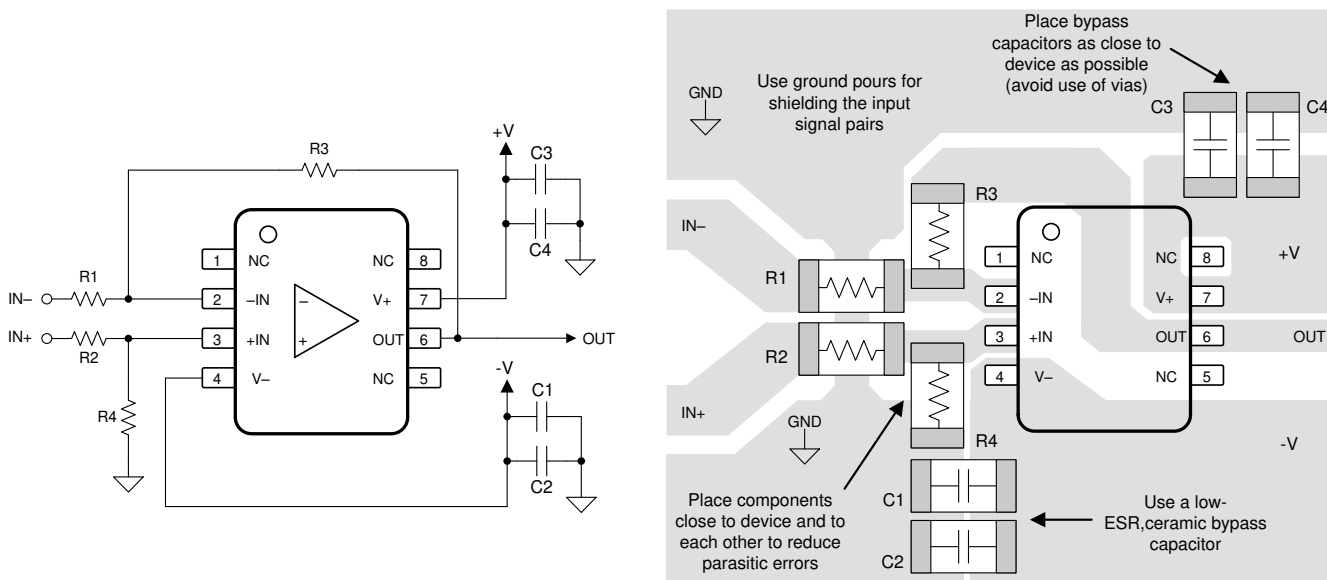 +V
R3
C3
C4
1
NC
NC
8
R1
IN–
2
–IN
V+
7
–
IN+
3
+IN
+
OUT
6
OUT
R2
4
V–
NC
5
R4
-V
C1
C2
Place bypass
capacitors as close to
device as possible
(avoid use of vias)
Use ground pours for
shielding the input
signal pairs
GND
C3
C4
R3
IN–
1
NC
NC
8
+V
R1
2
–IN
V+
7
3
+IN
OUT
6
OUT
R2
4
V–
NC
5
IN+
GND
R4
-V
Place components
close to device and to
each other to reduce
parasitic errors
C1
C2
Use a low-
ESR,ceramic bypass
capacitor